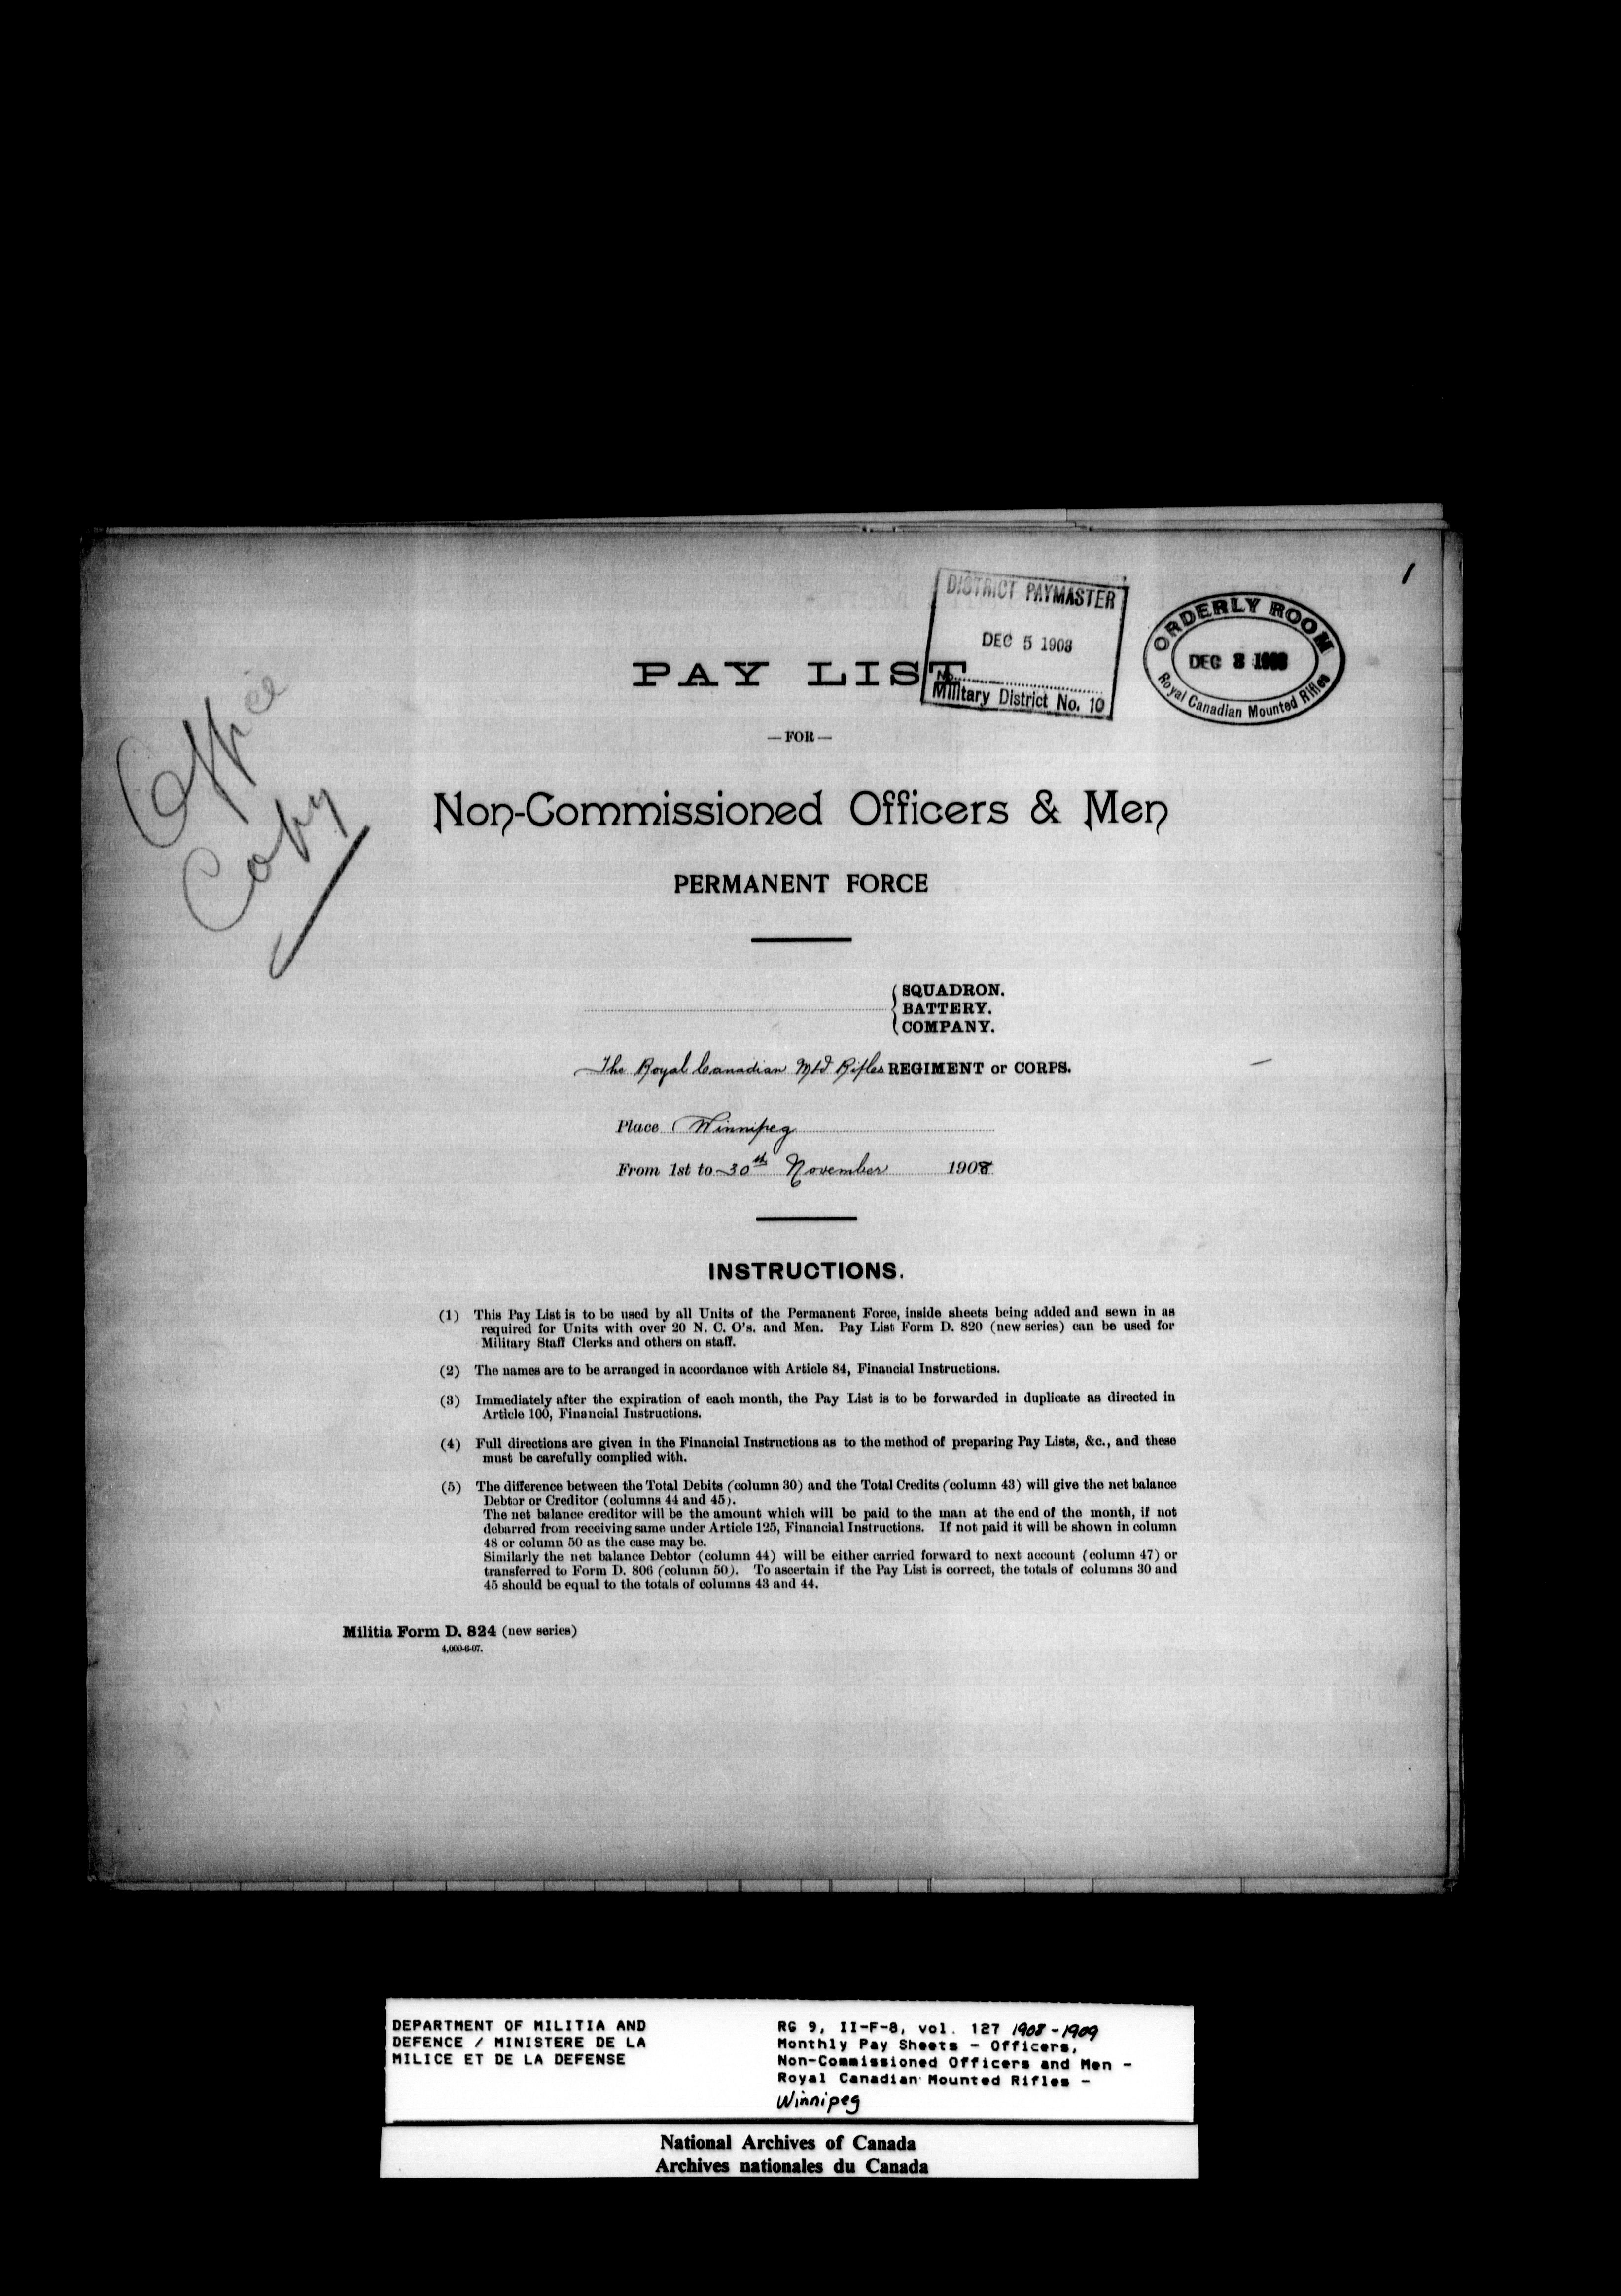 1
DISTRICT PAYMASTER
DEC 5 1908
No.
Military District No. 10
ORDERLY ROOM
DEC 3 1908
Royal Canadian Mounted Rifles
Office
Copy
PAY LIST
— FOR —
Non-Commissioned Officers & Men
PERMANENT FORCE
SQUADRON.
BATTERY.
COMPANY.
The Royal Canadian Mtd Rifles REGIMENT or CORPS.
Place Winnipeg
From 1st to 30th November 1908
INSTRUCTIONS.
(1) This Pay List is to be used by all Units of the Permanent Force, inside sheets being added and sewn in as
required for Units with over 20 N. C. O's. and Men. Pay List Form D. 820 (new series) can be used for
Military Staff Clerks and others on staff.
(2) The names are to be arranged in accordance with Article 84, Financial Instructions.
(3) Immediately after the expiration of each month, the Pay List is to be forwarded in duplicate as directed in
Article 100, Financial Instructions.
(4) Full directions are given in the Financial Instructions as to the method of preparing Pay Lists, &c., and these
must be carefully complied with.
(5) The difference between the Total Debits (column 30) and the Total Credits (column 43) will give the net balance
Debtor or Creditor (columns 44 and 45).
The net balance creditor will be the amount which will be paid to the man at the end of the month, if not
debarred from receiving same under Article 125, Financial Instructions. If not paid it will be shown in column
48 or column 50 as the case may be.
Similarly the net balance Debtor (column 44) will be either carried forward to next account (column 47) or
transferred to Form D. 806 (column 50). To ascertain if the Pay List is correct, the totals of columns 30 and
45 should be equal to the totals of columns 43 and 44.
Militia Form D. 824 (new series)
4,000-6-07.
DEPARTMENT OF MILITIA AND
DEFENCE / MINISTERE DE LA
MILICE ET DE LA DEFENSE
RG 9, II-F-8, vol. 127 1908-1909
Monthly Pay Sheets - Officers,
Non-Commissioned Officers and Men -
Royal Canadian Mounted Rifles -
Winnipeg
National Archives of Canada
Archives nationales du Canada